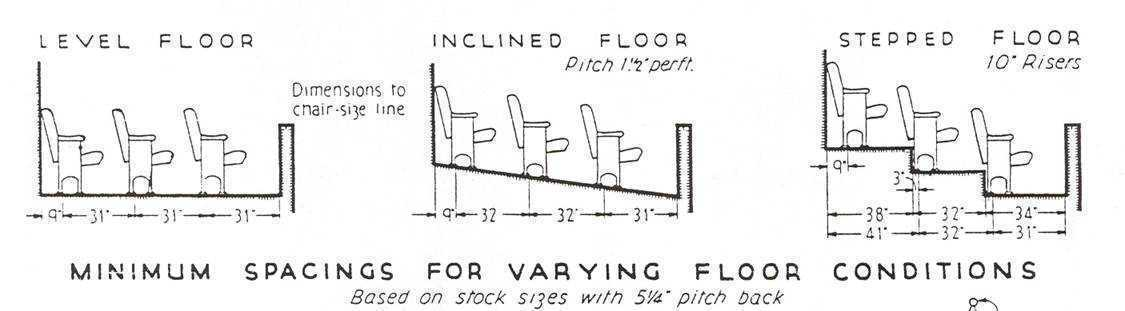 LEVEL FLOOR
Dimensions to
chair-size line
9" 31" 31" 31"
INCLINED FLOOR
Pitch 1½" per ft.
9" 32 32" 31"
STEPPED FLOOR
10" Risers
9"
3"
38" 32" 34"
41" 32" 31"
MINIMUM SPACINGS FOR VARYING FLOOR CONDITIONS
Based on stock sizes with 5¼" pitch back
8